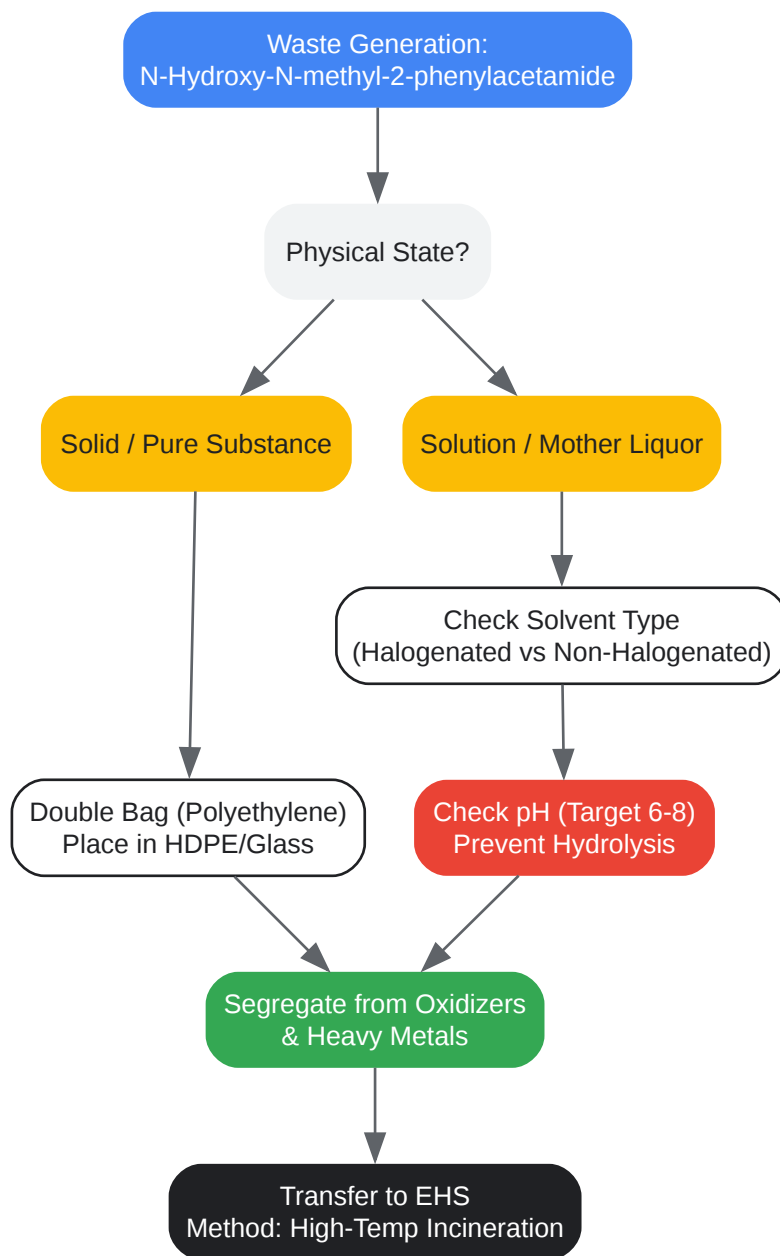 Waste Generation:
N-Hydroxy-N-methyl-2-phenylacetamide
Physical State?
Solid / Pure Substance
Solution / Mother Liquor
Check Solvent Type
(Halogenated vs Non-Halogenated)
Double Bag (Polyethylene)
Place in HDPE/Glass
Check pH (Target 6-8)
Prevent Hydrolysis
Segregate from Oxidizers
& Heavy Metals
Transfer to EHS
Method: High-Temp Incineration